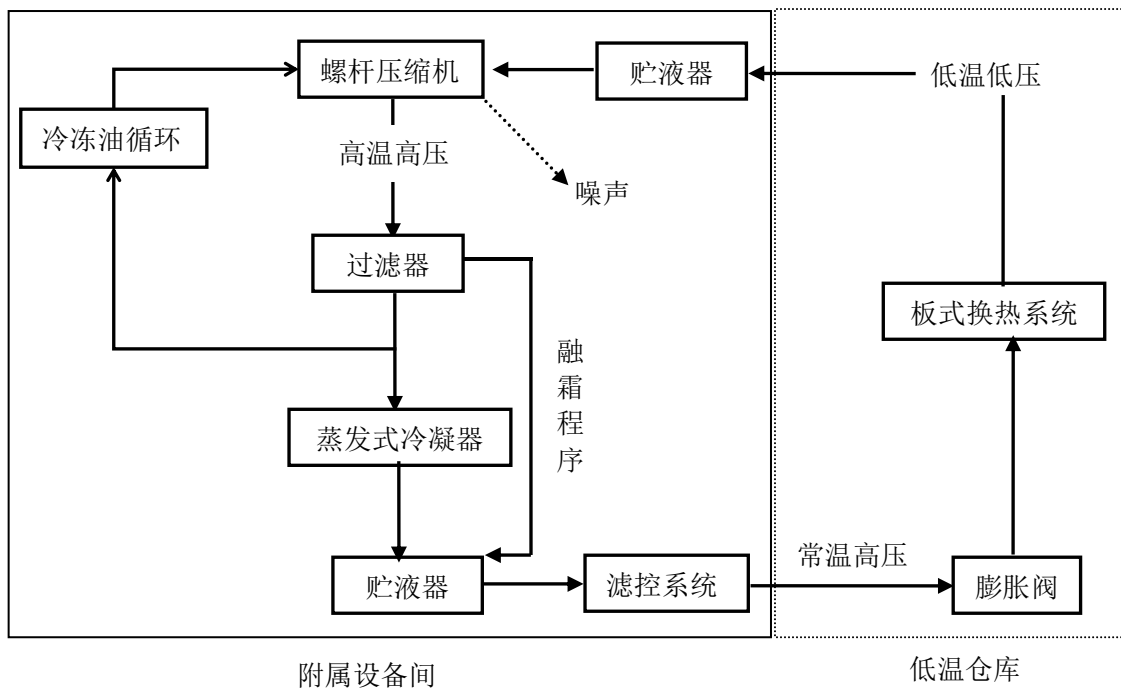 螺杆压缩机
贮液器
低温低压
冷冻油循环
高温高压
噪声
过滤器
板式换热系统
融霜程序
蒸发式冷凝器
常温高压
贮液器
滤控系统
膨胀阀
附属设备间
低温仓库